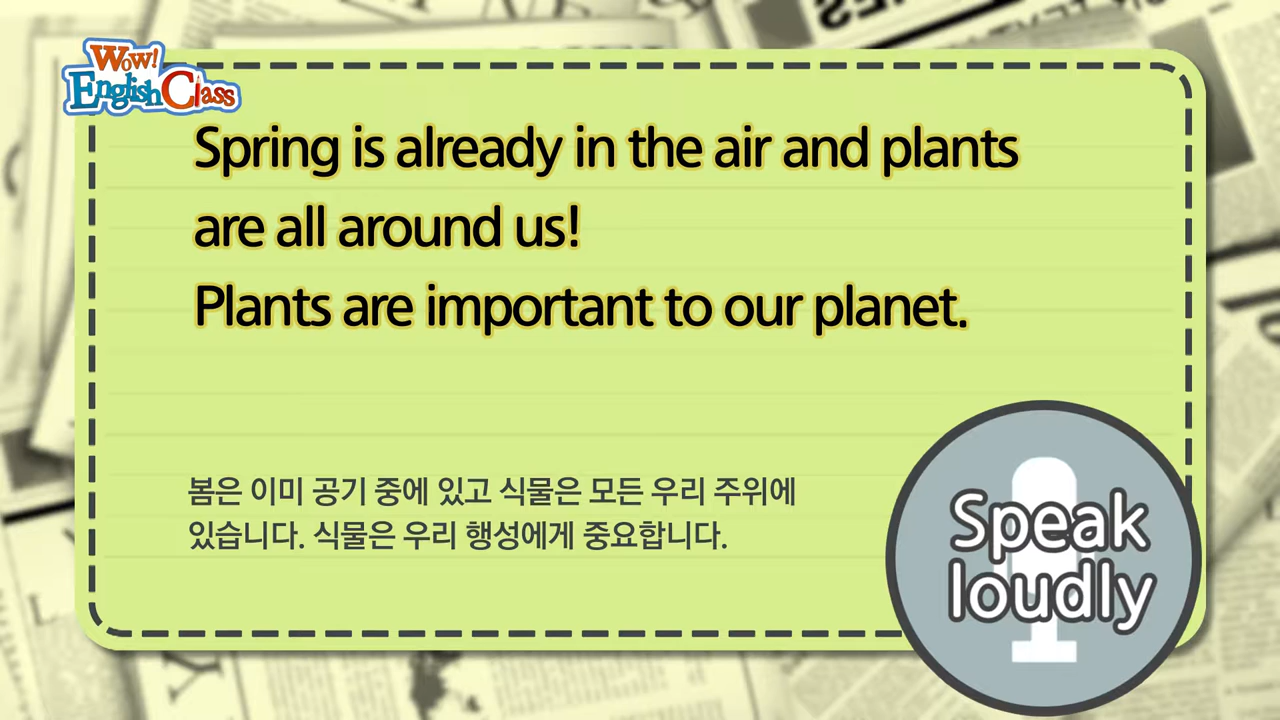 Wow!
English Class
Spring is already in the air and plants
are all around us!
Plants are important to our planet.
봄은 이미 공기 중에 있고 식물은 모든 우리 주위에
있습니다. 식물은 우리 행성에게 중요합니다.
Speak
loudly